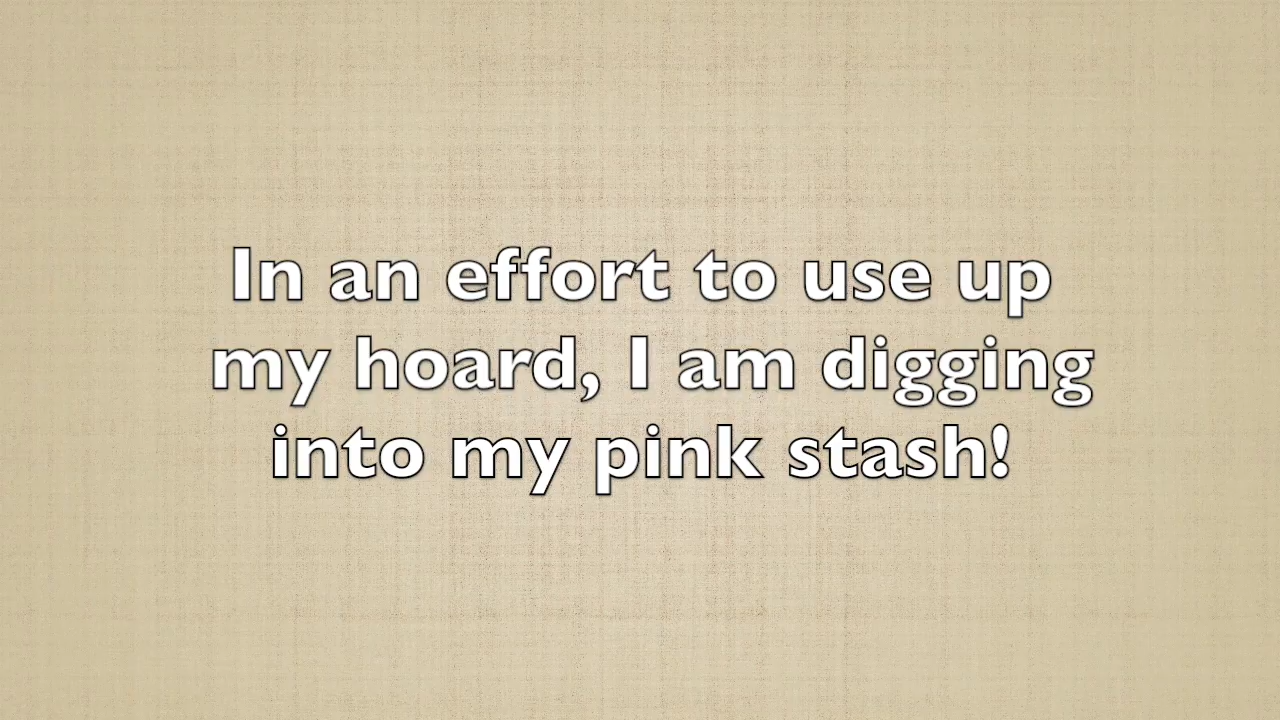 In an effort to use up
my hoard, I am digging
into my pink stash!